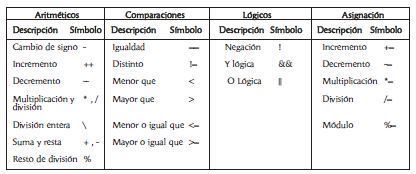 Aritméticos Comparaciones Lógicos Asignación
Descripción Símbolo Descripción Símbolo Descripción Símbolo Descripción Símbolo
Cambio de signo - Igualdad == Negación ! Incremento +=
Incremento ++ Distinto != Y lógica && Decremento -=
Decremento -- Menor que < O Lógica || Multiplicación *=
Multiplicación y * , / Mayor que > División /=
división
División entera \ Menor o igual que <= Módulo %=
Suma y resta + , - Mayor o igual que >=
Resto de división %